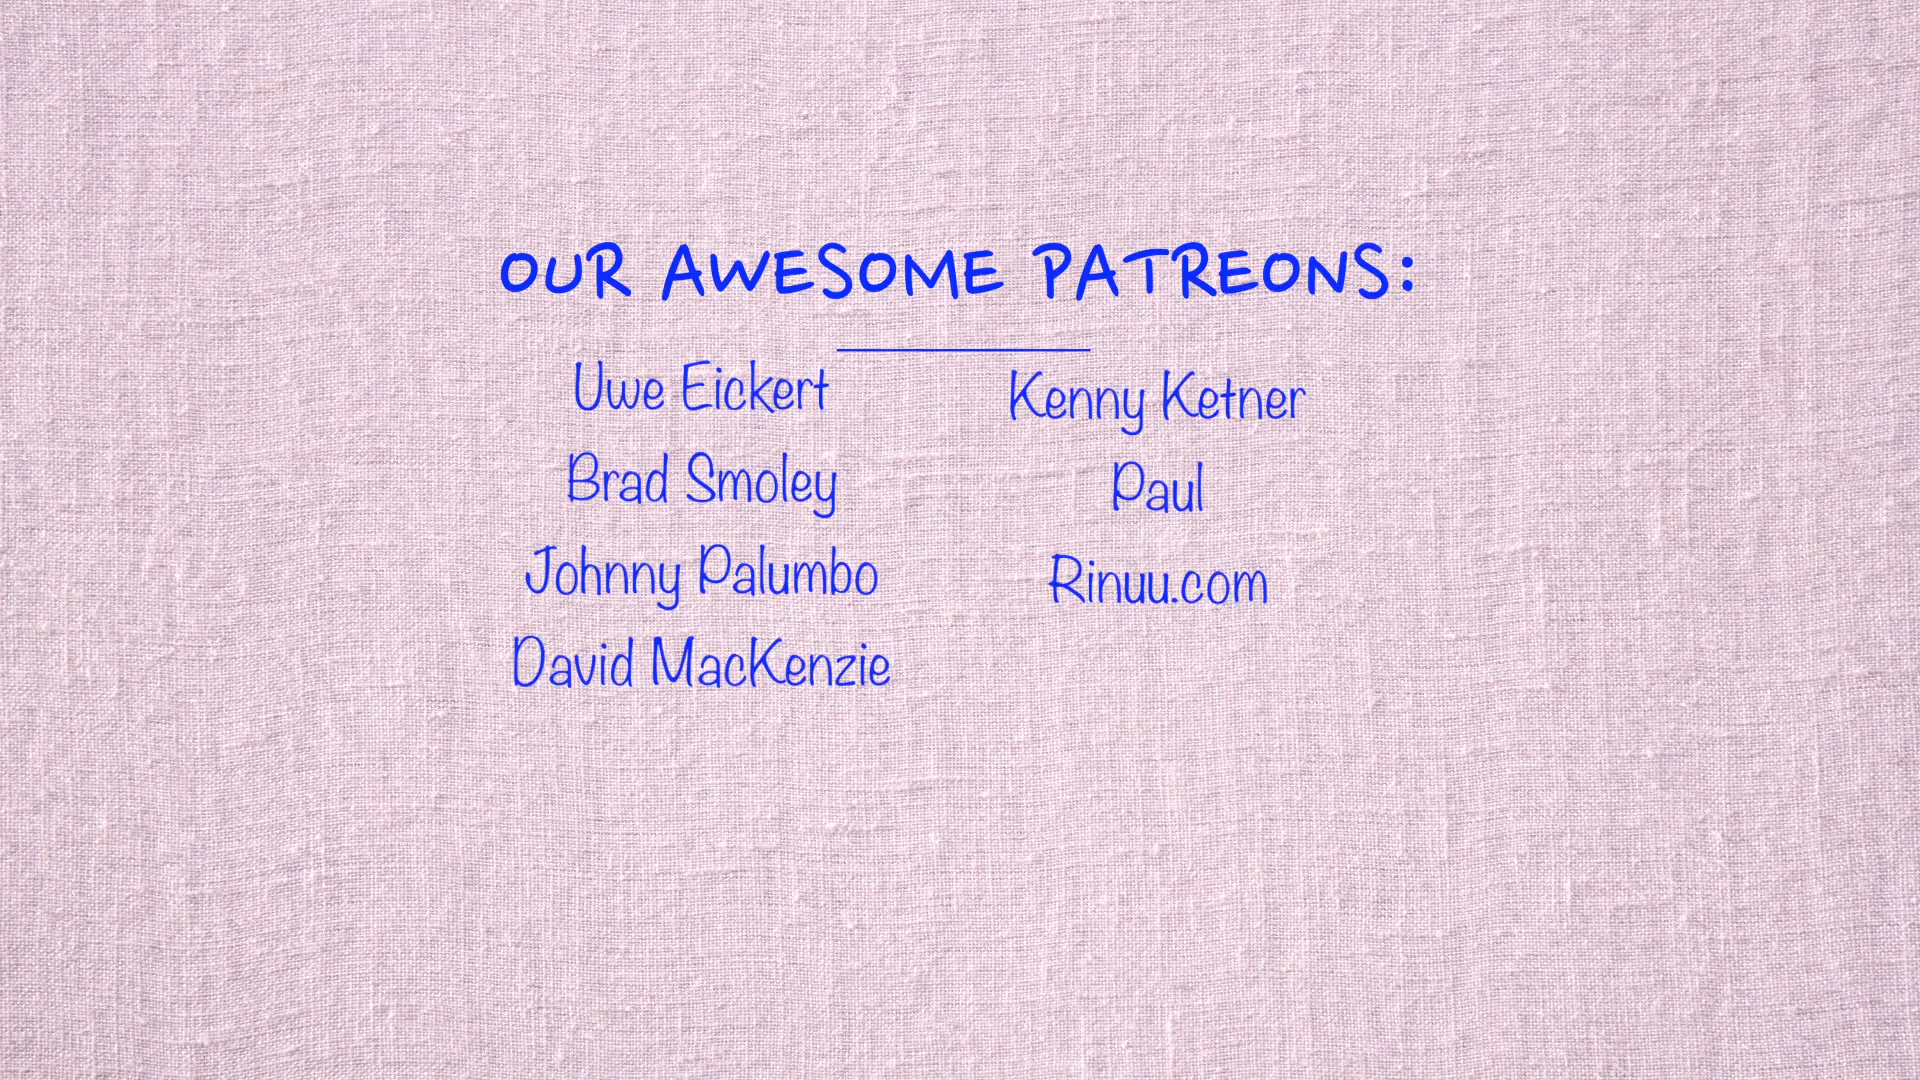 OUR AWESOME PATREONS:
Uwe Eickert
Brad Smoley
Johnny Palumbo
David MacKenzie
Kenny Ketner
Paul
Rinuu.com